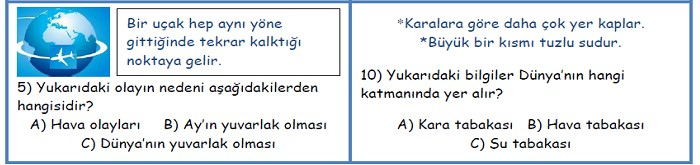 Bir uçak hep aynı yöne
gittiğinde tekrar kalktığı
noktaya gelir.
5) Yukarıdaki olayın nedeni aşağıdakilerden
hangisidir?
A) Hava olayları B) Ay’ın yuvarlak olması
C) Dünya’nın yuvarlak olması
*Karalara göre daha çok yer kaplar.
*Büyük bir kısmı tuzlu sudur.
10) Yukarıdaki bilgiler Dünya’nın hangi
katmanında yer alır?
A) Kara tabakası B) Hava tabakası
C) Su tabakası